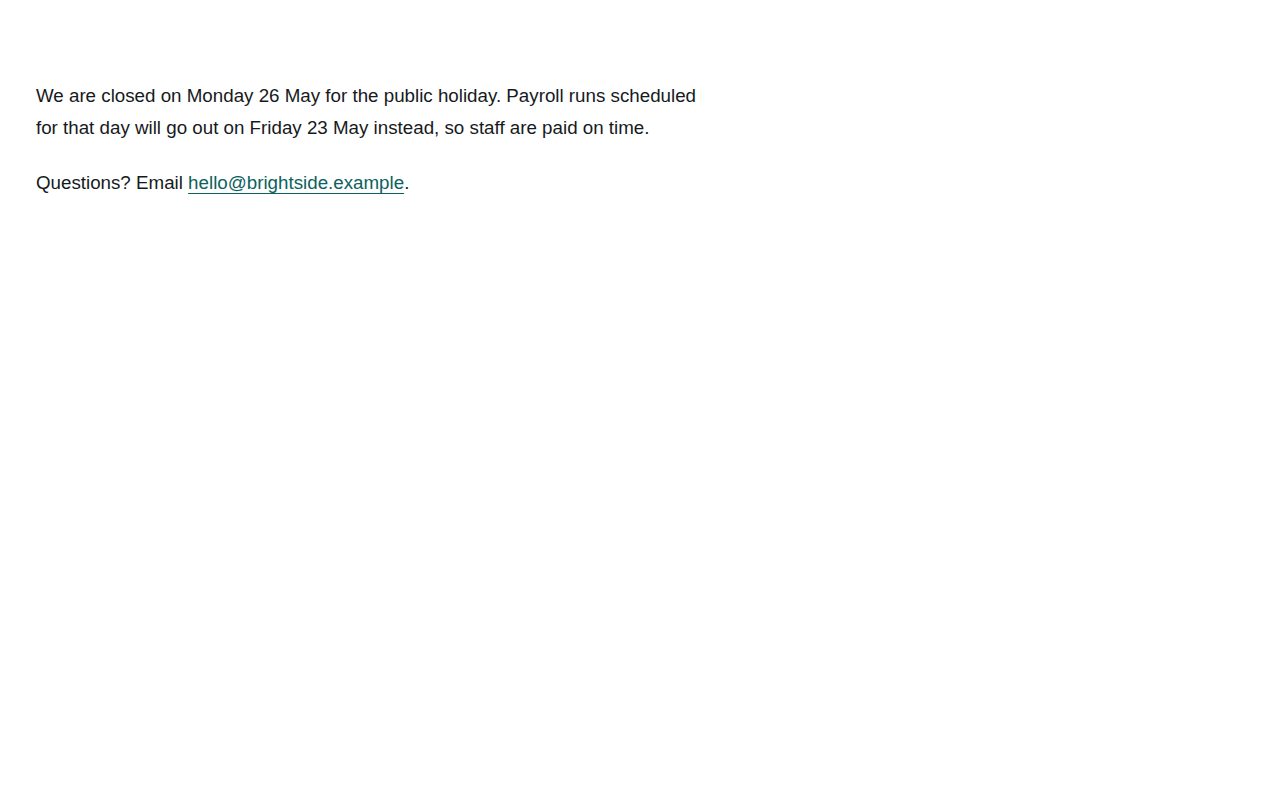 We are closed on Monday 26 May for the public holiday. Payroll runs scheduled
for that day will go out on Friday 23 May instead, so staff are paid on time.
Questions? Email hello@brightside.example.